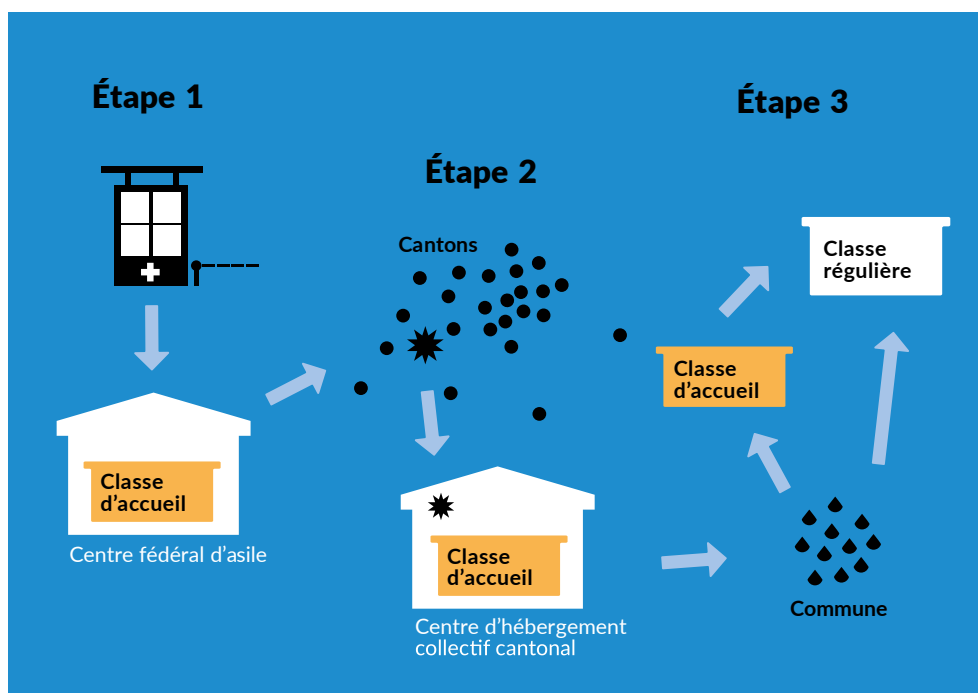 Étape 1
Classe
d’accueil
Centre fédéral d’asile
Étape 2
Cantons
Classe
d’accueil
Centre d’hébergement
collectif cantonal
Étape 3
Classe
régulière
Classe
d’accueil
Commune